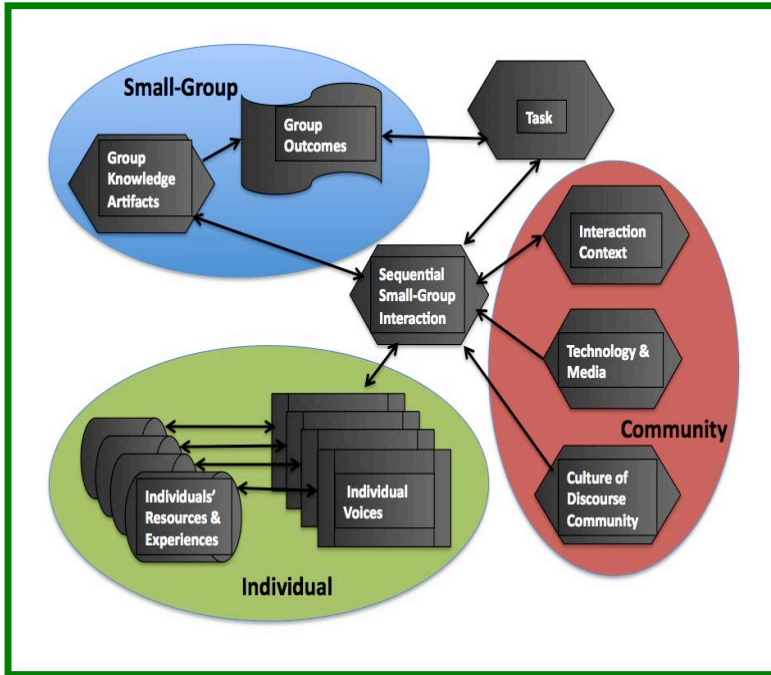 Small-Group
Group
Outcomes
Task
Group
Knowledge
Artifacts
Interaction
Context
Sequential
Small-Group
Interaction
Technology &
Media
Community
Individuals’
Resources &
Experiences
Individual
Voices
Culture of
Discourse
Community
Individual